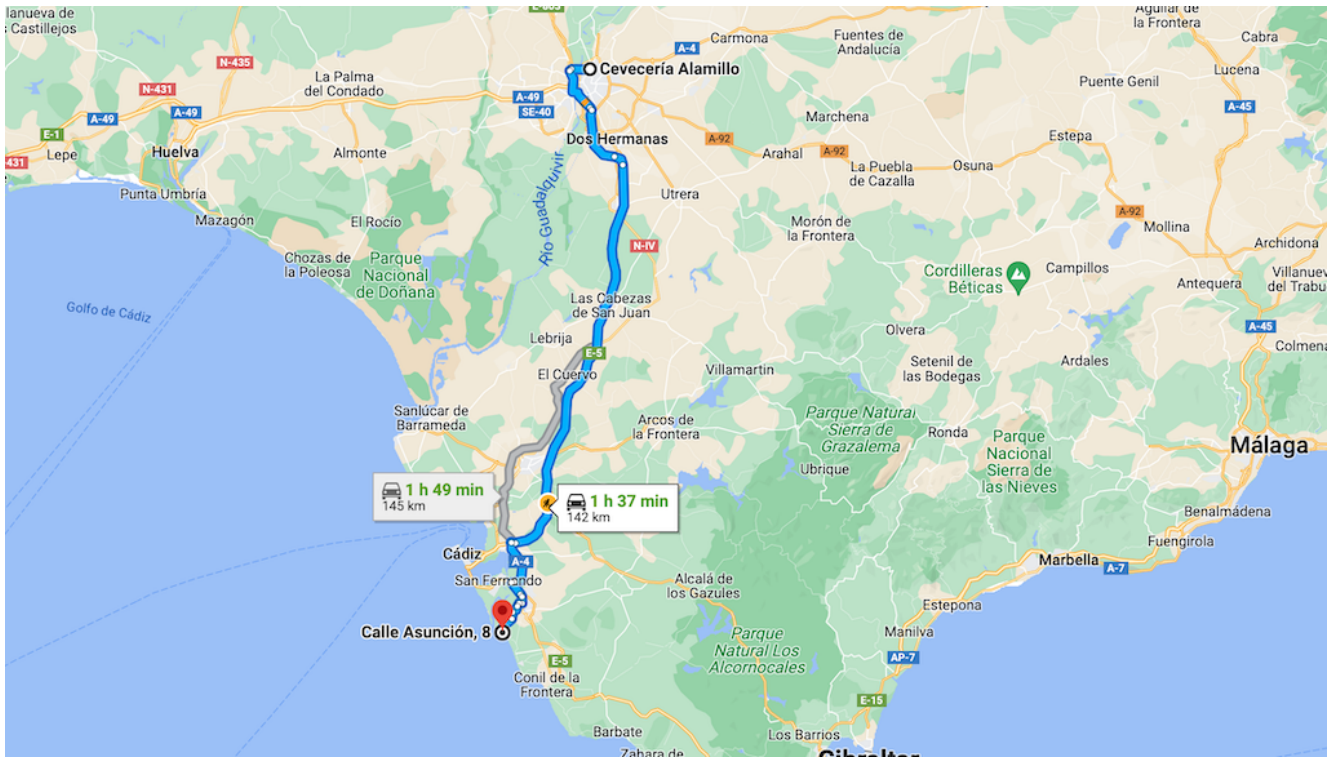 lanueva de
s Castillejos
E-803
A-4
Carmona
Fuentes de
Andalucía
Aguilar de
la Frontera
Cabra
N-435
La Palma
del Condado
Cevecería Alamillo
Puente Genil
Lucena
N-431
A-49
A-49
A-49
SE-40
A-45
Marchena
E-1
431
Lepe
Huelva
Almonte
Dos Hermanas
A-92
Arahal
A-92
Estepa
Osuna
La Puebla
de Cazalla
Punta Umbría
Mazagón
El Rocío
Río Guadalquivir
Utrera
Morón de
la Frontera
A-92
Mollina
N-IV
Archidona
Chozas de
la Poleosa
Parque
Nacional
de Doñana
Cordilleras
Béticas
Campillos
Antequera
Villanuev
del Trabu
Golfo de Cádiz
Las Cabezas
de San Juan
Lebrija
E-5
Olvera
A-45
Colmena
El Cuervo
Villamartin
Setenil de
las Bodegas
Ardales
Sanlúcar de
Barrameda
Arcos de
la Frontera
Parque Natural
Sierra de
Grazalema
Ronda
Parque
Nacional
Sierra de
las Nieves
Málaga
Ubrique
1 h 49 min
145 km
1 h 37 min
142 km
Benalmádena
Fuengirola
Cádiz
A-4
Marbella
A-7
San Fernando
Alcalá de
los Gazules
Estepona
Calle Asunción, 8
Parque
Natural Los
Alcornocales
Manilva
AP-7
E-5
Conil de la
Frontera
E-15
Barbate
Los Barrios
Zahara de
Gibraltar